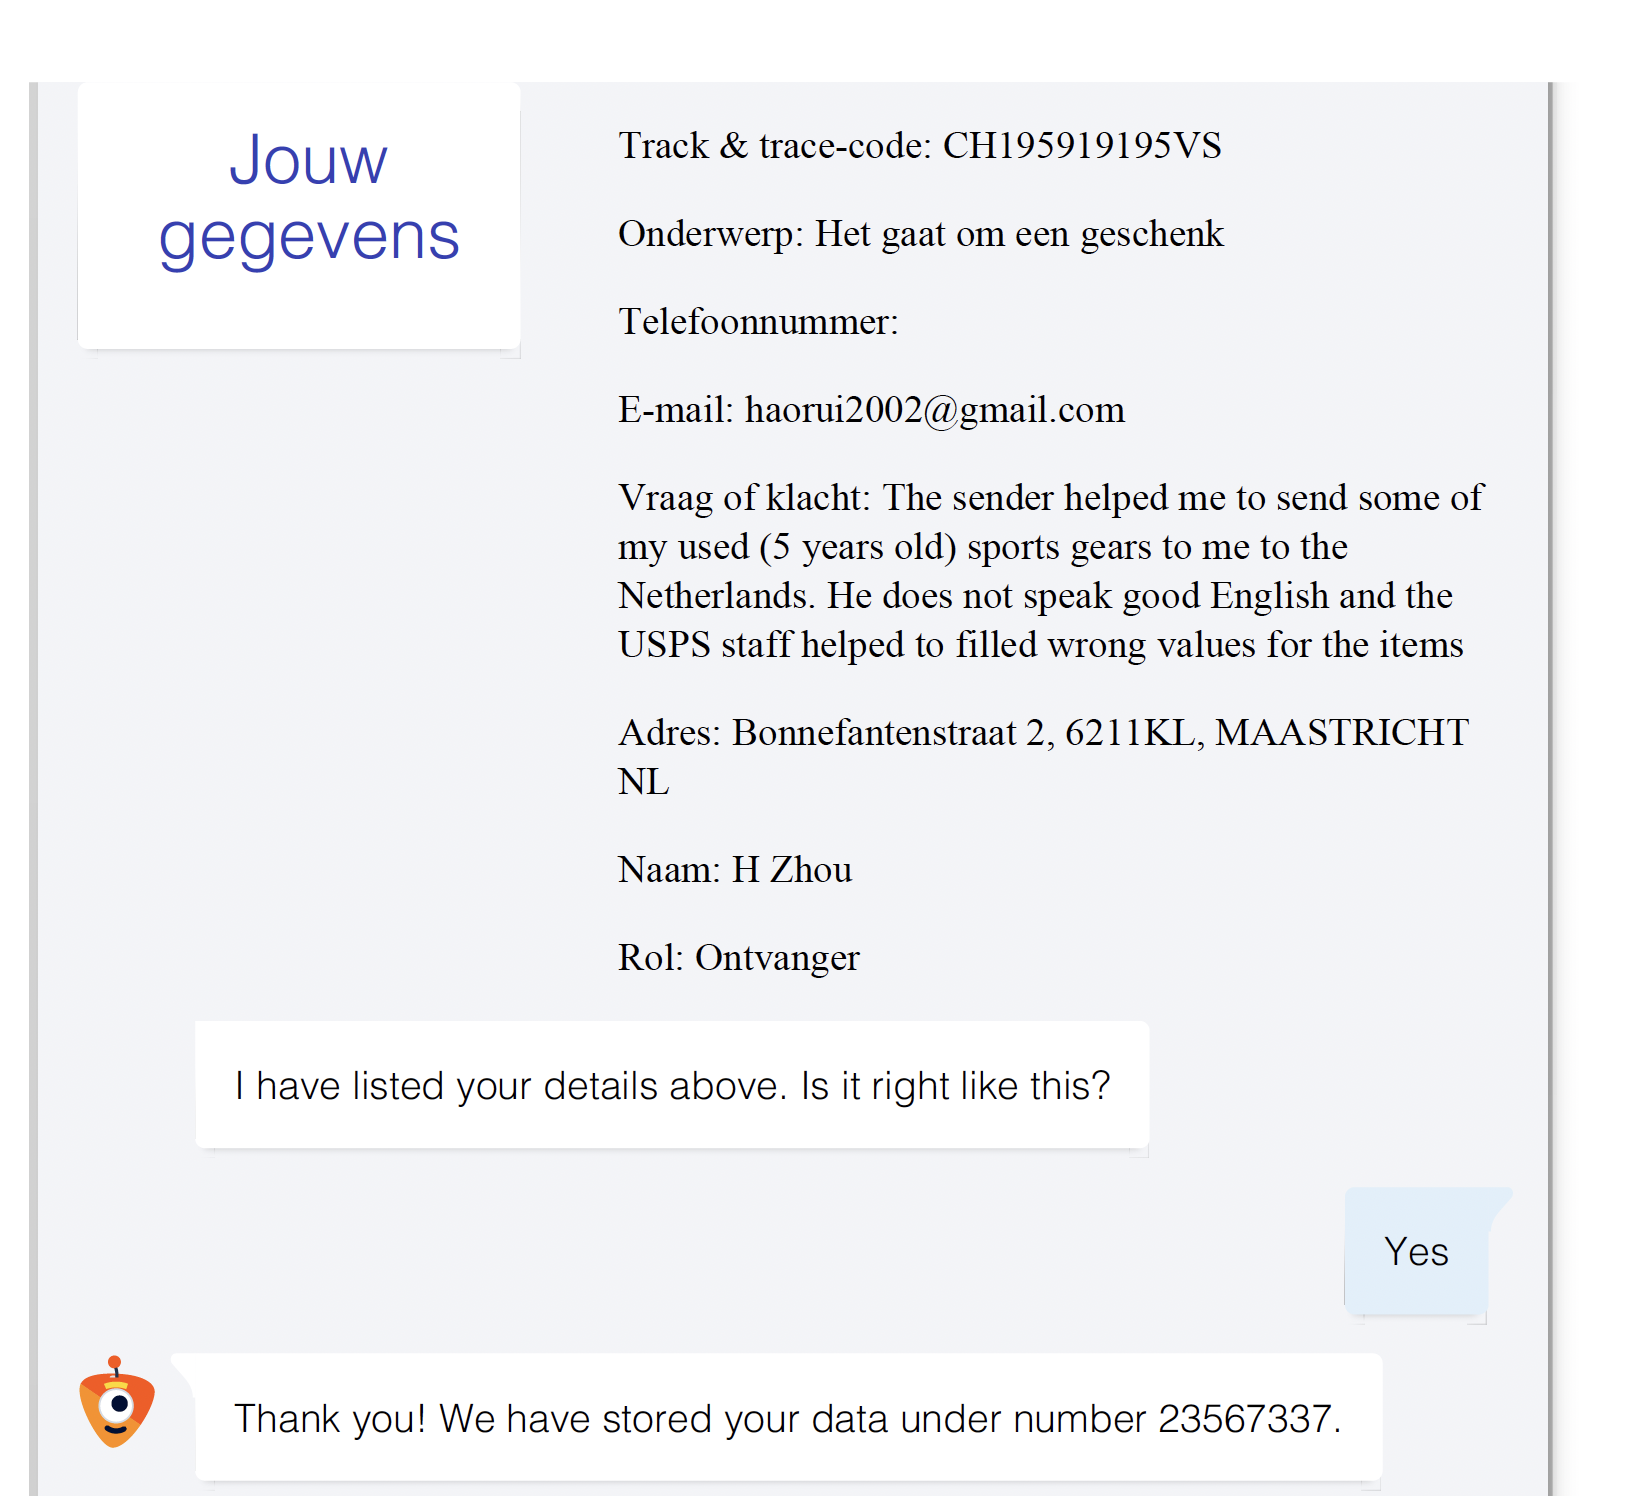 Jouw
gegevens
Track & trace-code: CH195919195VS
Onderwerp: Het gaat om een geschenk
Telefoonnummer:
E-mail: haorui2002@gmail.com
Vraag of klacht: The sender helped me to send some of
my used (5 years old) sports gears to me to the
Netherlands. He does not speak good English and the
USPS staff helped to filled wrong values for the items
Adres: Bonnefantenstraat 2, 6211KL, MAASTRICHT
NL
Naam: H Zhou
Rol: Ontvanger
I have listed your details above. Is it right like this?
Yes
Thank you! We have stored your data under number 23567337.